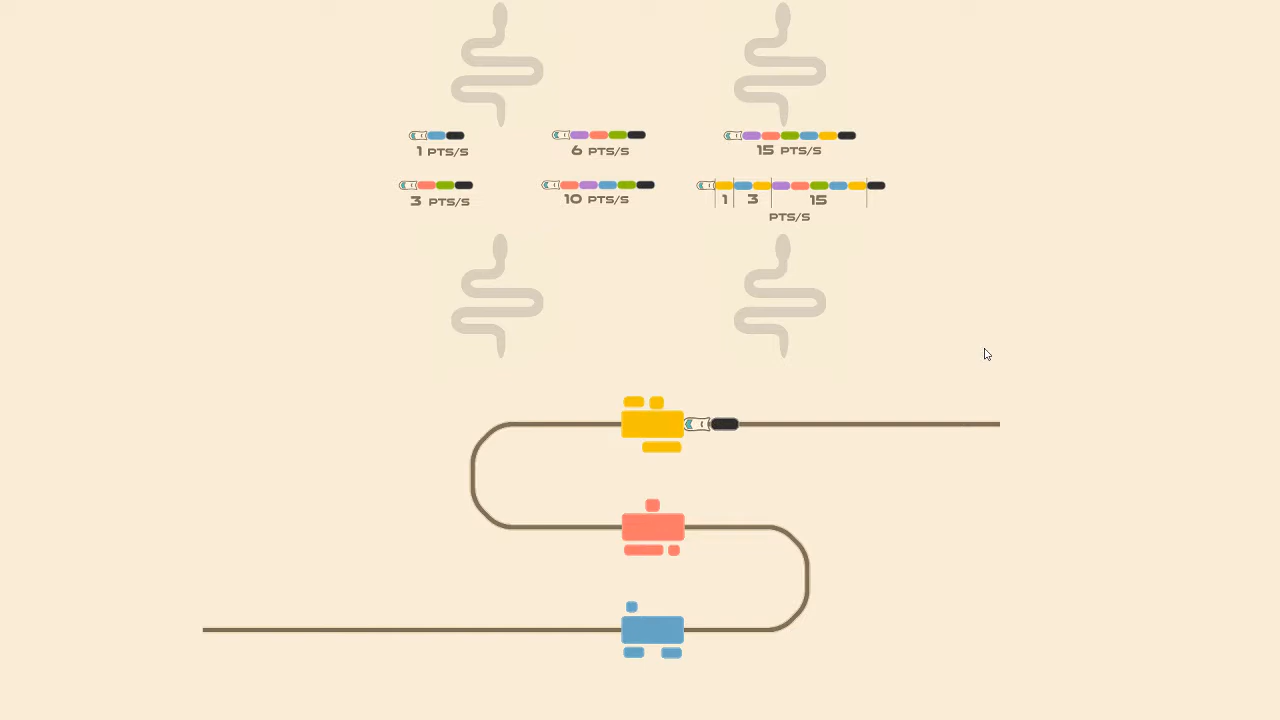 1 PTS/S
6 PTS/S
15 PTS/S
3 PTS/S
10 PTS/S
1 3 15
PTS/S